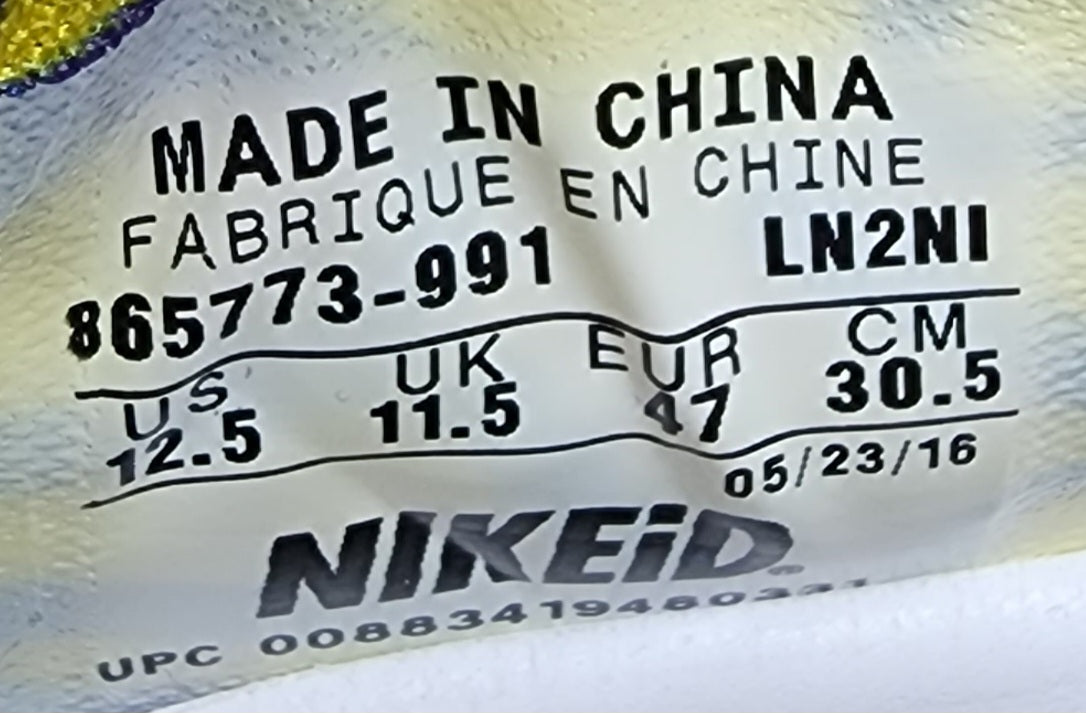 MADE IN CHINA
FABRIQUE EN CHINE
865773-991 LN2NI
US UK EUR CM
12.5 11.5 47 30.5
05/23/16
NIKEiD®
UPC